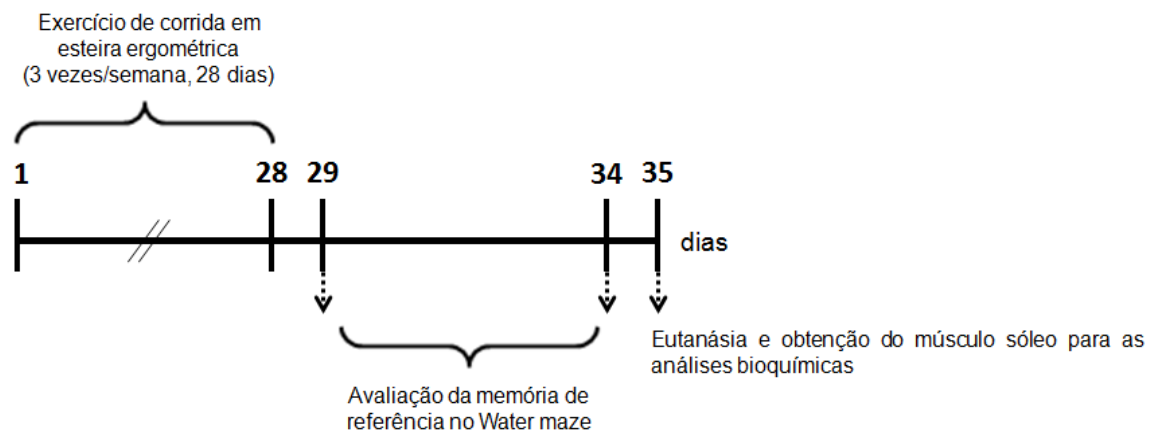 Exercício de corrida em
esteira ergométrica
(3 vezes/semana, 28 dias)
1 28 29 34 35
dias
Eutanásia e obtenção do músculo sóleo para as
análises bioquímicas
Avaliação da memória de
referência no Water maze